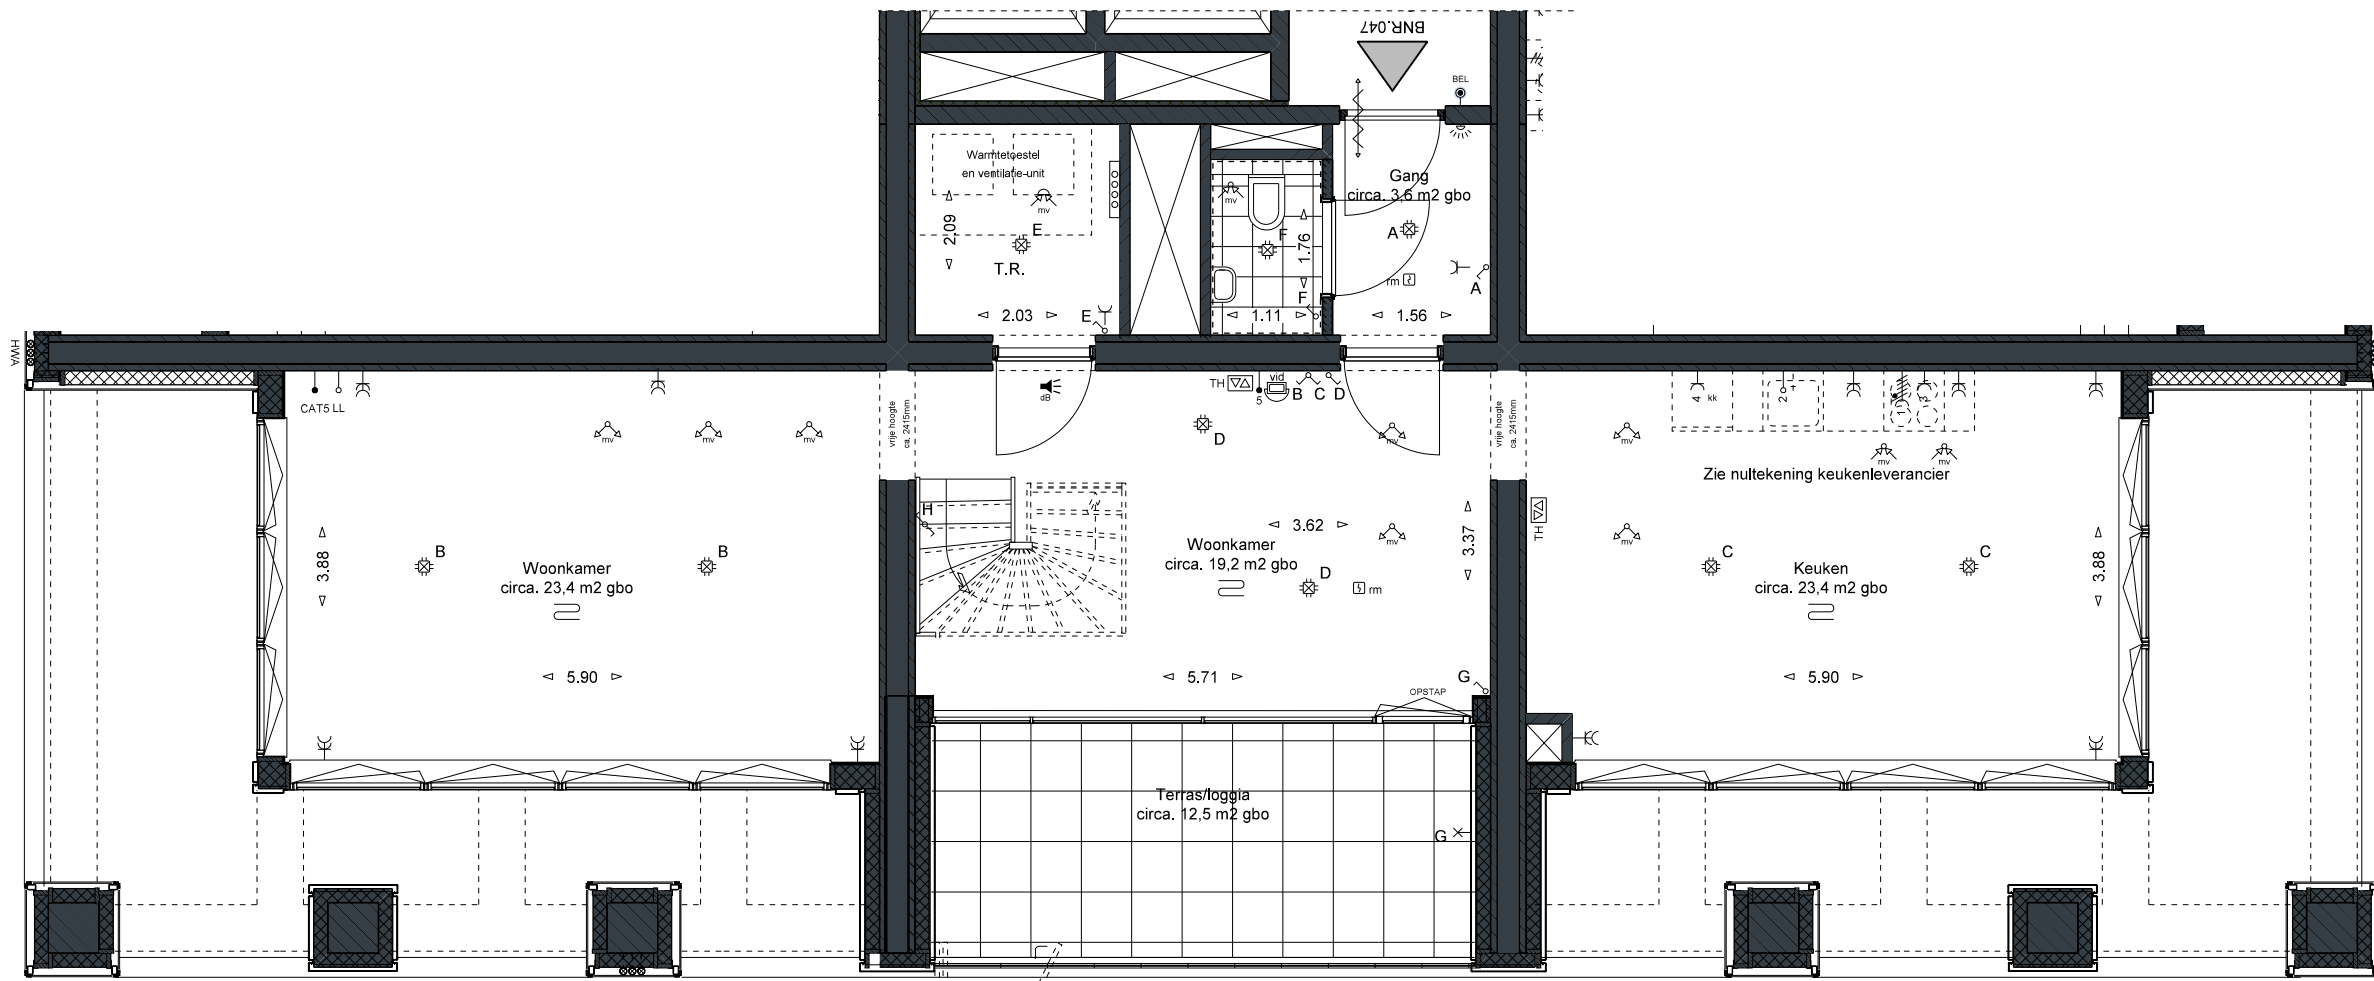 BNR.047
BEL
Warmtetoestel
en ventilatie-unit
mv
2.09
E
T.R.
2.03
E
mv
F
1.76
F
1.11
Gang
circa. 3,6 m2 gbo
A
rm
A
1.56
HWA
CAT5 LL
mv
mv
mv
3.88
B
B
Woonkamer
circa. 23,4 m2 gbo
5.90
vrije hoogte
ca. 2415mm
dB
TH
5
vid
B C D
D
mv
H
3.62
mv
3.37
Woonkamer
circa. 19,2 m2 gbo
D
rm
5.71
G
OPSTAP
Terras/loggia
circa. 12,5 m2 gbo
G
vrije hoogte
ca. 2415mm
TH
mv
mv
4
kk
2
1
3
mv
mv
Zie nultekening keukenleverancier
C
C
Keuken
circa. 23,4 m2 gbo
3.88
5.90